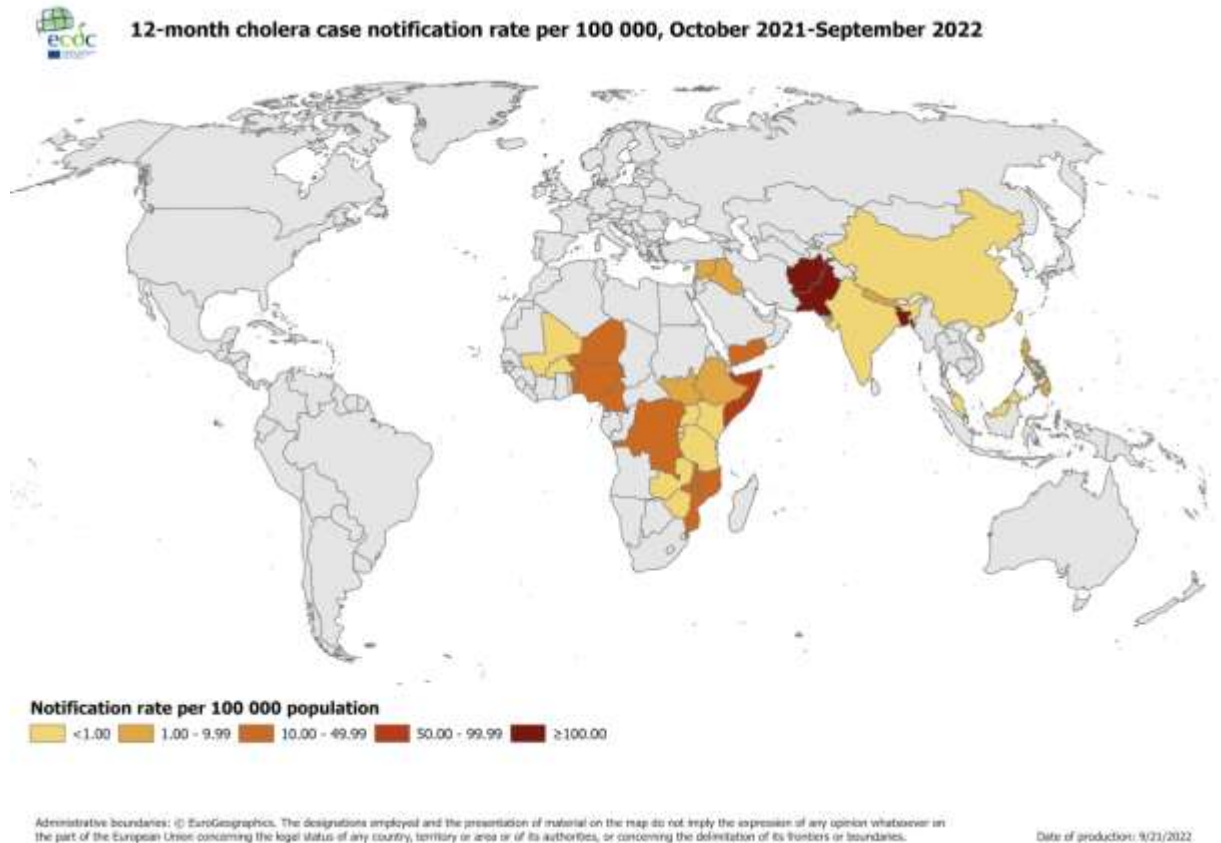 ecdc
12-month cholera case notification rate per 100 000, October 2021-September 2022
Notification rate per 100 000 population
<1.00 1.00 - 9.99 10.00 - 49.99 50.00 - 99.99 ≥100.00
Administrative boundaries: © EuroGeographics. The designations employed and the presentation of material on the map do not imply the expression of any opinion whatsoever on
the part of the European Union concerning the legal status of any country, territory or area or of its authorities, or concerning the delimitation of its frontiers or boundaries.
Date of production: 9/21/2022